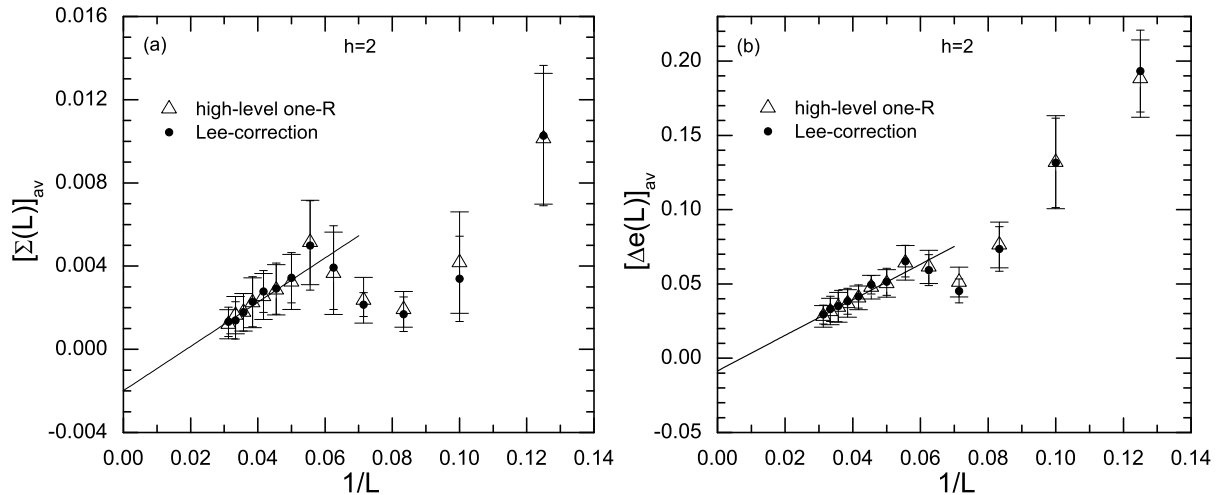 (a)
h=2
high-level one-R
Lee-correction
[Σ(L)]av
0.016
0.012
0.008
0.004
0.000
-0.004
0.00 0.02 0.04 0.06 0.08 0.10 0.12 0.14
1/L
(b)
h=2
high-level one-R
Lee-correction
[Δe(L)]av
0.20
0.15
0.10
0.05
0.00
-0.05
0.00 0.02 0.04 0.06 0.08 0.10 0.12 0.14
1/L